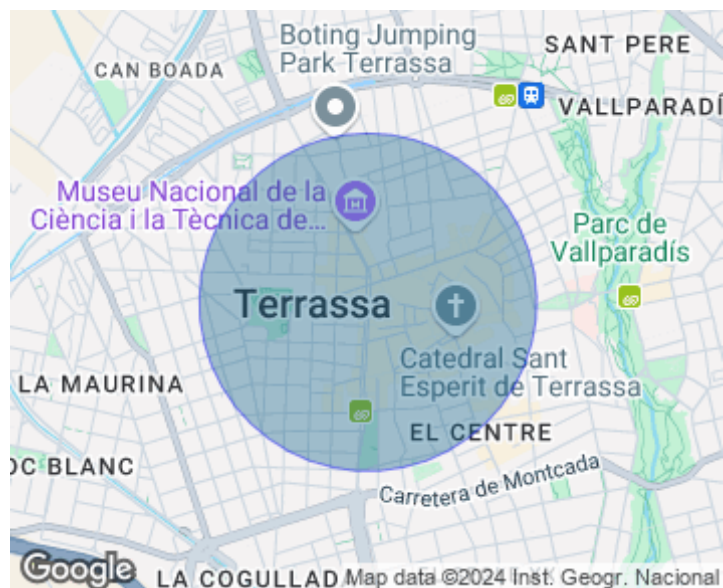 Boting Jumping
Park Terrassa
SANT PERE
CAN BOADA
VALLPARADÍ
Museu Nacional de la
Ciència i la Tècnica de...
Parc de
Vallparadís
Terrassa
Catedral Sant
Esperit de Terrassa
LA MAURINA
EL CENTRE
OC BLANC
Carretera de Montcada
Google
LA COGULLAD
Map data ©2024 Inst. Geogr. Nacional